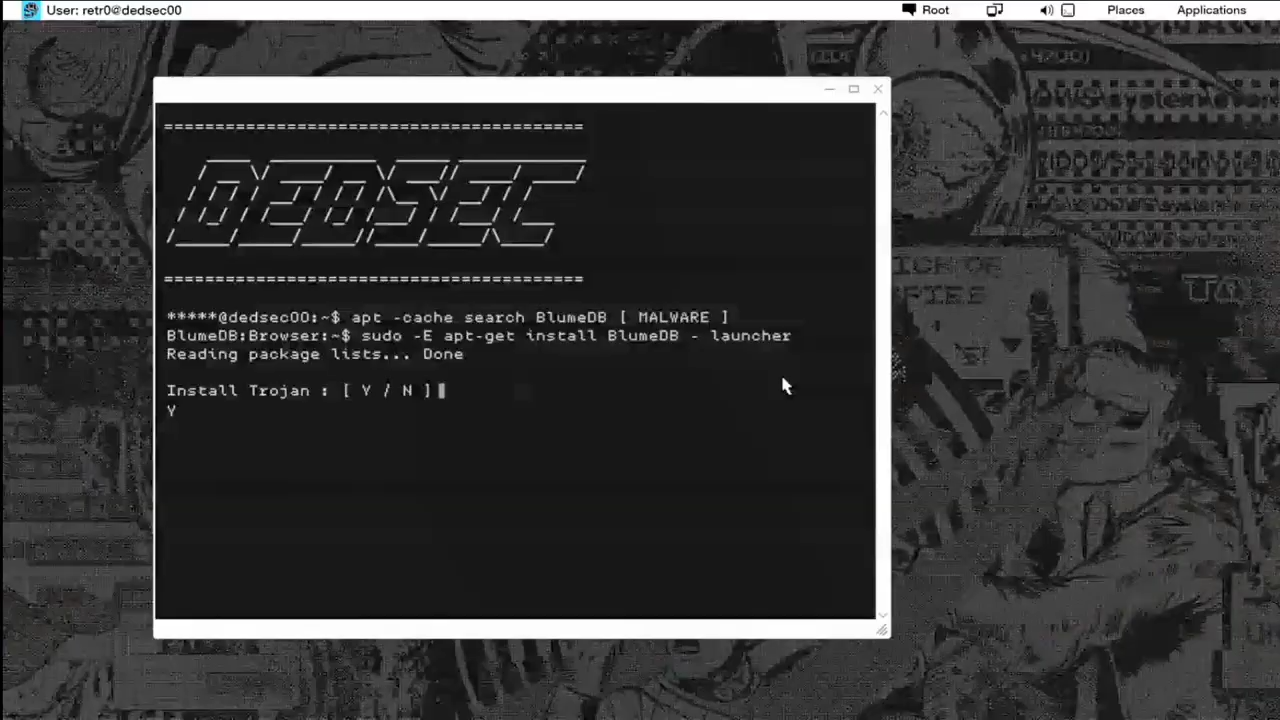 User: retr0@dedsec00
Root
Places
Applications
=========================================
DEDSEC
=========================================
*****@dedsec00:~$ apt -cache search BlumeDB [ MALWARE ]
BlumeDB:Browser:~$ sudo -E apt-get install BlumeDB - launcher
Reading package lists... Done
Install Trojan : [ Y / N ]
Y